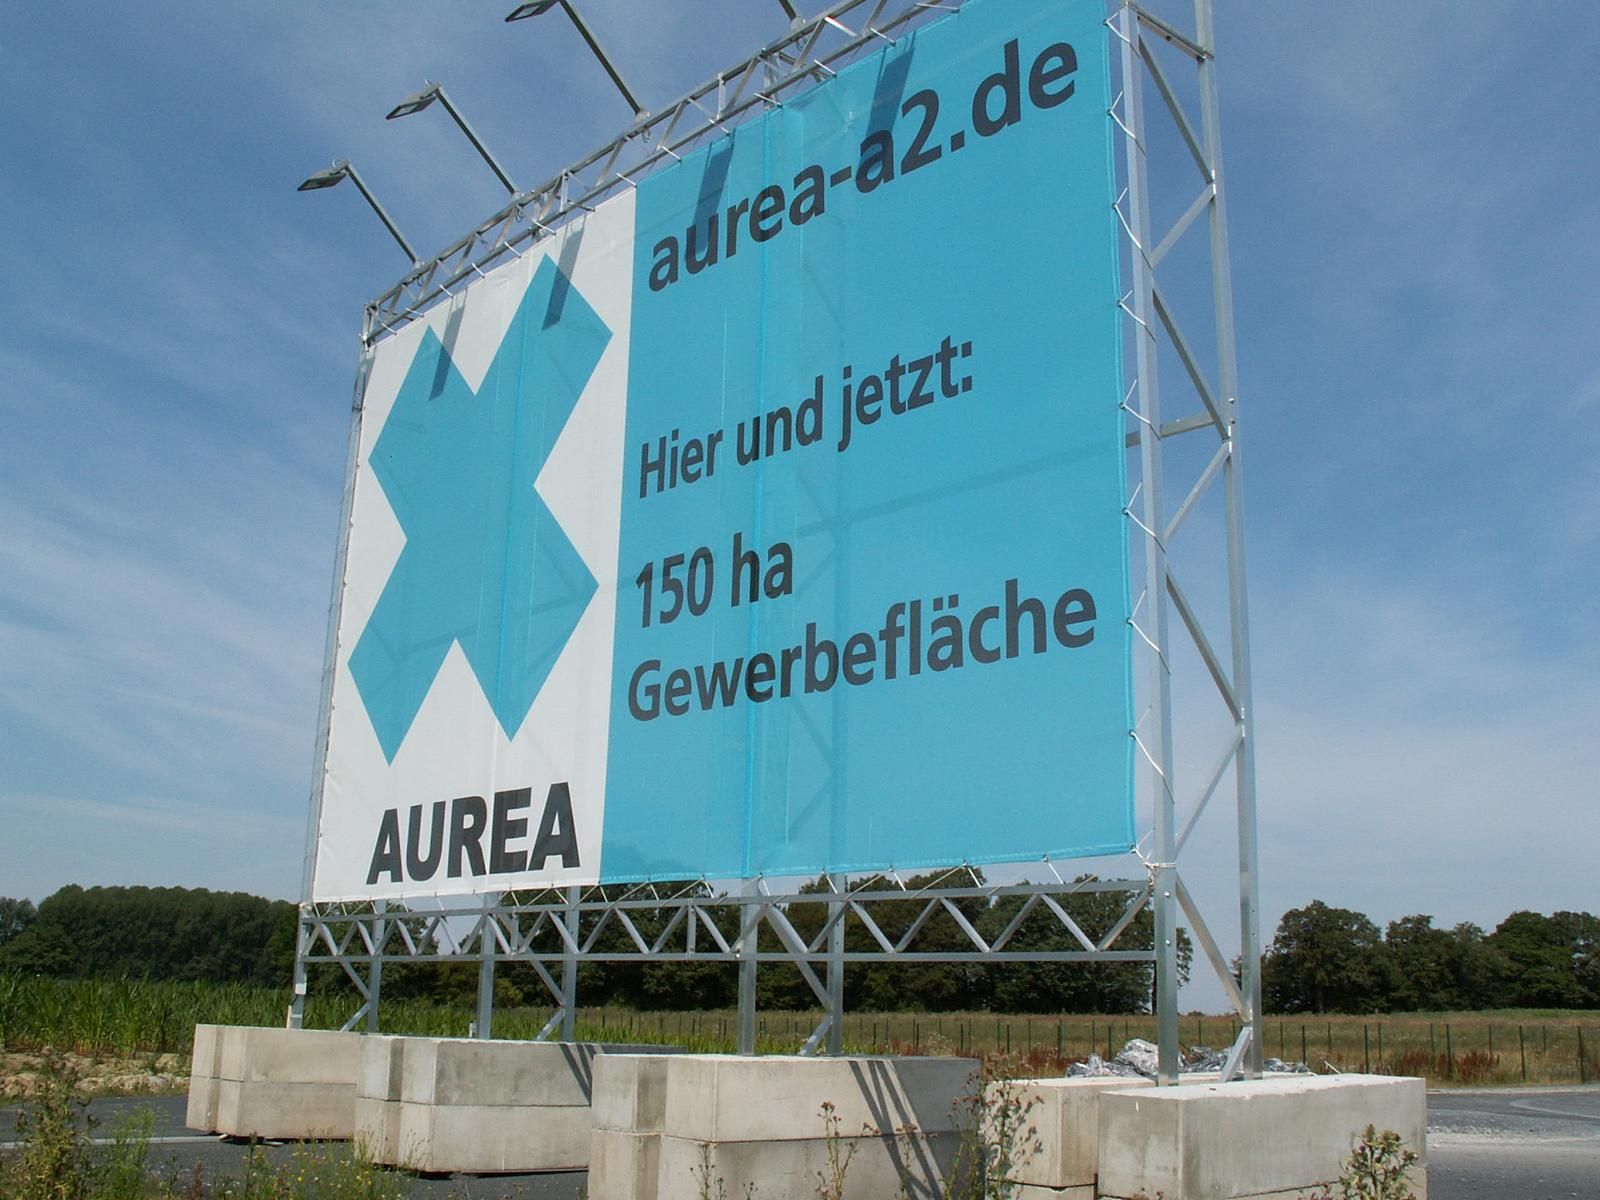 aurea-a2.de
Hier und jetzt:
150 ha
Gewerbefläche
AUREA